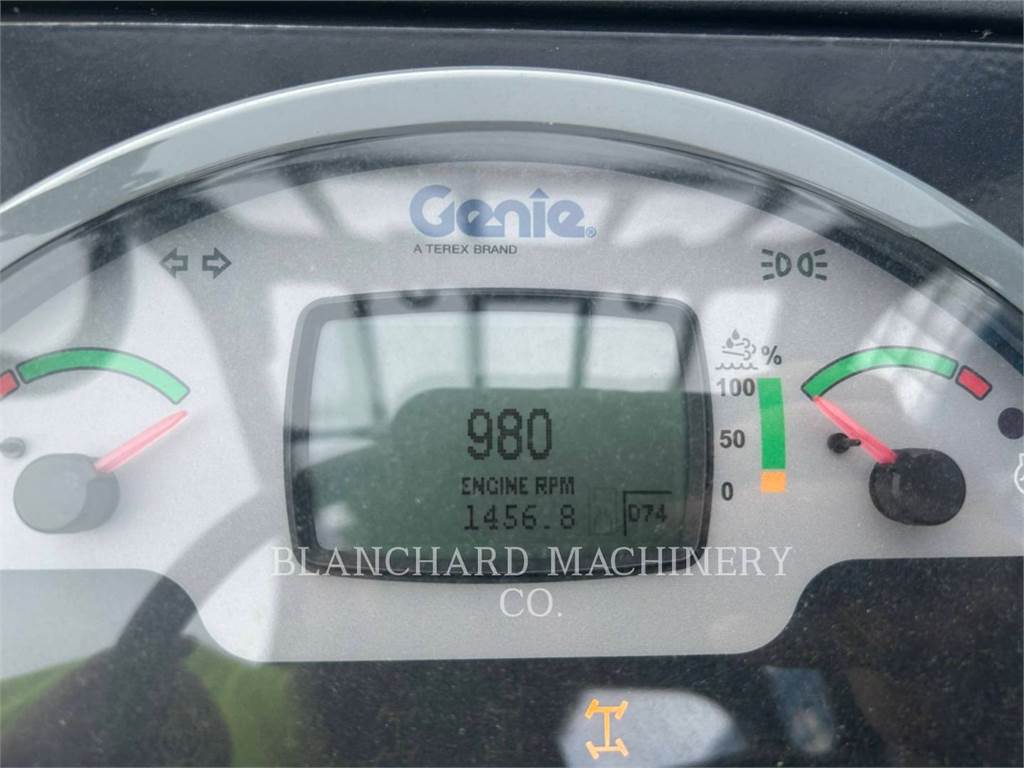 Genie®
A TEREX BRAND
%
100
50
0
980
ENGINE RPM
1456.8
D74
BLANCHARD MACHINERY
CO.